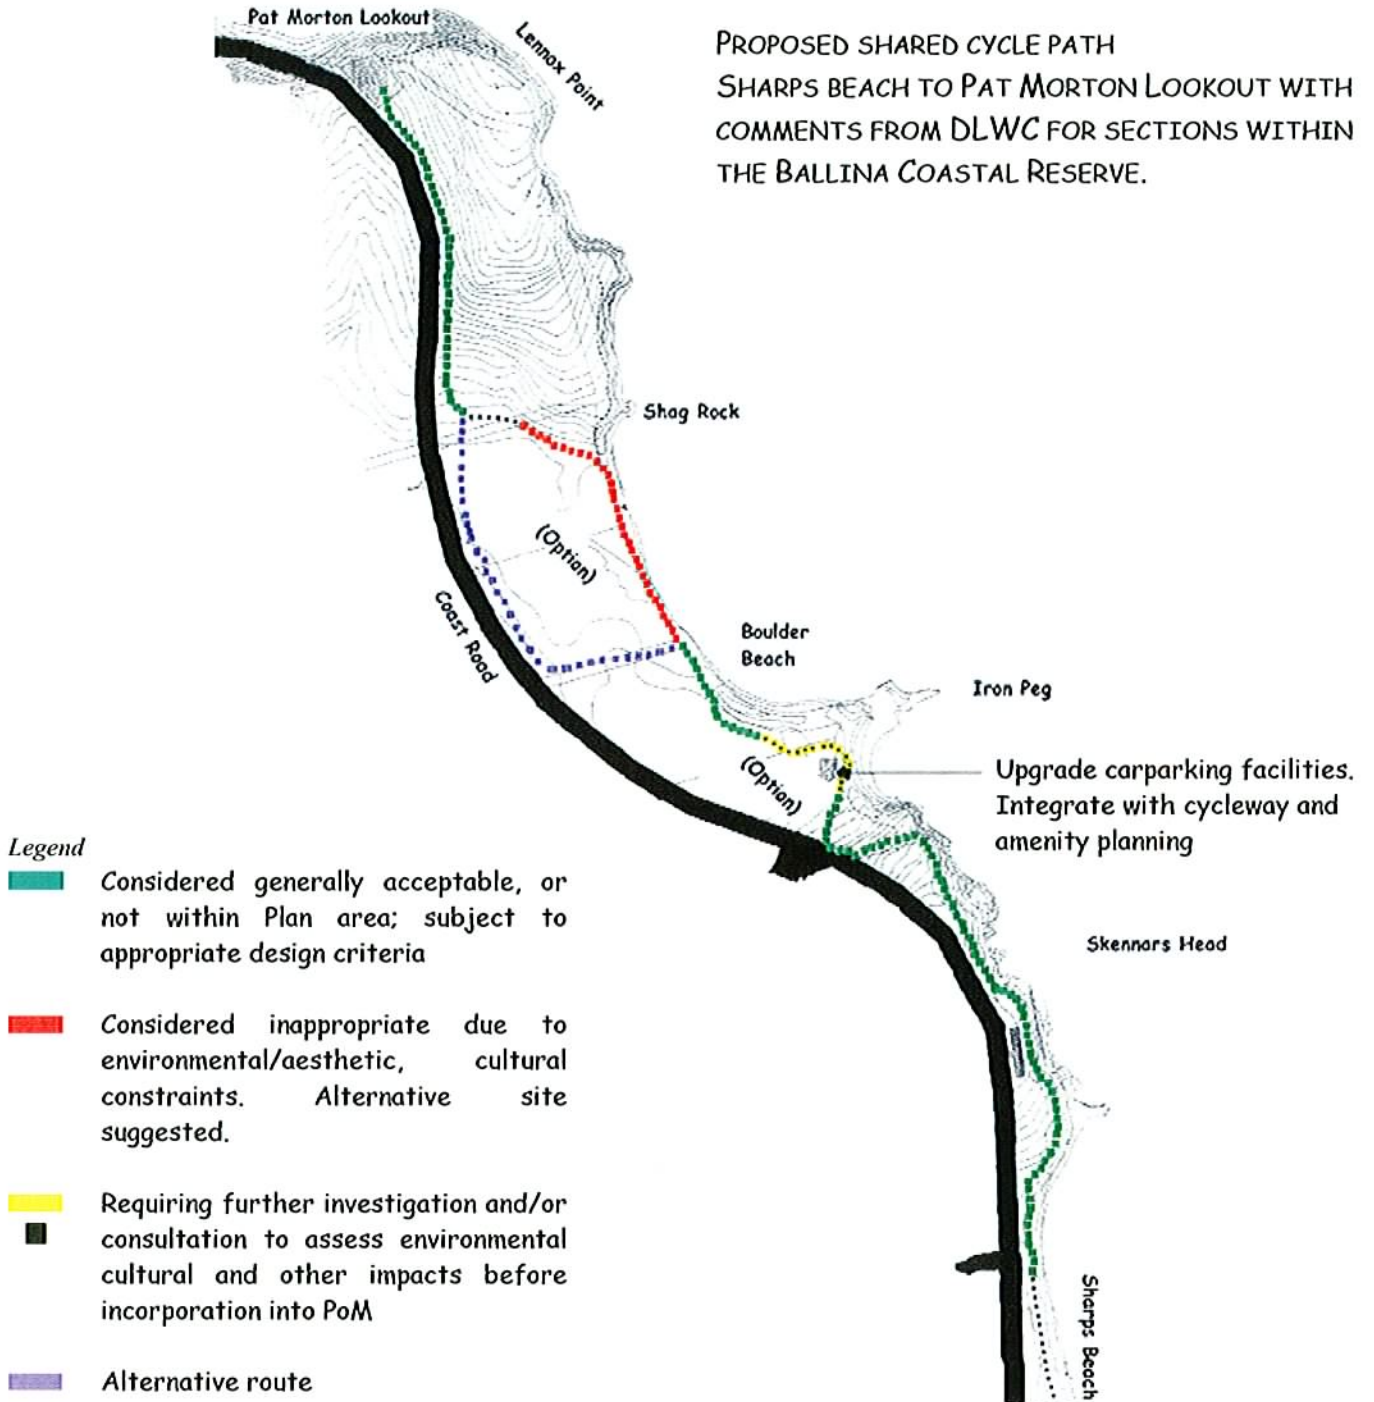 Pat Morton Lookout
Lennox Point
PROPOSED SHARED CYCLE PATH
SHARPS BEACH TO PAT MORTON LOOKOUT WITH
COMMENTS FROM DLWC FOR SECTIONS WITHIN
THE BALLINA COASTAL RESERVE.
Shag Rock
(Option)
Coast Road
Boulder
Beach
Iron Peg
(Option)
Upgrade carparking facilities.
Integrate with cycleway and
amenity planning
Skennars Head
Sharps Beach
Legend
Considered generally acceptable, or
not within Plan area; subject to
appropriate design criteria
Considered inappropriate due to
environmental/aesthetic, cultural
constraints. Alternative site
suggested.
Requiring further investigation and/or
consultation to assess environmental
cultural and other impacts before
incorporation into PoM
Alternative route